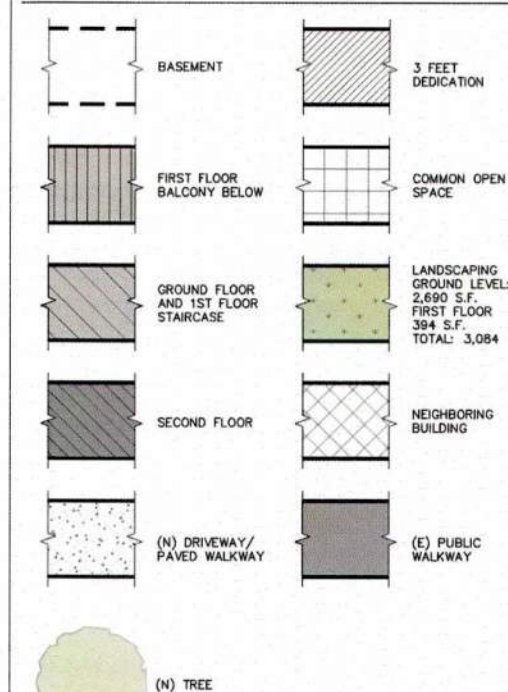 BASEMENT
3 FEET
DEDICATION
FIRST FLOOR
BALCONY BELOW
COMMON OPEN
SPACE
GROUND FLOOR
AND 1ST FLOOR
STAIRCASE
LANDSCAPING
GROUND LEVEL:
2,690 S.F.
FIRST FLOOR
394 S.F.
TOTAL: 3,084
SECOND FLOOR
NEIGHBORING
BUILDING
(N) DRIVEWAY/
PAVED WALKWAY
(E) PUBLIC
WALKWAY
(N) TREE